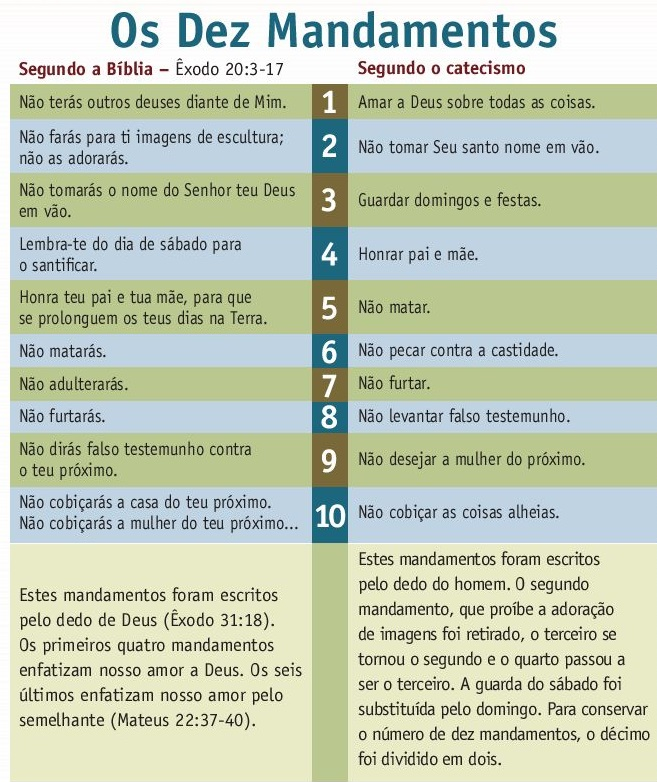 Os Dez Mandamentos
Segundo a Bíblia – Êxodo 20:3-17
Segundo o catecismo
Não terás outros deuses diante de Mim.
1
Amar a Deus sobre todas as coisas.
Não farás para ti imagens de escultura;
não as adorarás.
2
Não tomar Seu santo nome em vão.
Não tomarás o nome do Senhor teu Deus
em vão.
3
Guardar domingos e festas.
Lembra-te do dia de sábado para
o santificar.
4
Honrar pai e mãe.
Honra teu pai e tua mãe, para que
se prolonguem os teus dias na Terra.
5
Não matar.
Não matarás.
6
Não pecar contra a castidade.
Não adulterarás.
7
Não furtar.
Não furtarás.
8
Não levantar falso testemunho.
Não dirás falso testemunho contra
o teu próximo.
9
Não desejar a mulher do próximo.
Não cobiçarás a casa do teu próximo.
Não cobiçarás a mulher do teu próximo...
10
Não cobiçar as coisas alheias.
Estes mandamentos foram escritos
pelo dedo de Deus (Êxodo 31:18).
Os primeiros quatro mandamentos
enfatizam nosso amor a Deus. Os seis
últimos enfatizam nosso amor pelo
semelhante (Mateus 22:37-40).
Estes mandamentos foram escritos
pelo dedo do homem. O segundo
mandamento, que proíbe a adoração
de imagens foi retirado, o terceiro se
tornou o segundo e o quarto passou a
ser o terceiro. A guarda do sábado foi
substituída pelo domingo. Para conservar
o número de dez mandamentos, o décimo
foi dividido em dois.